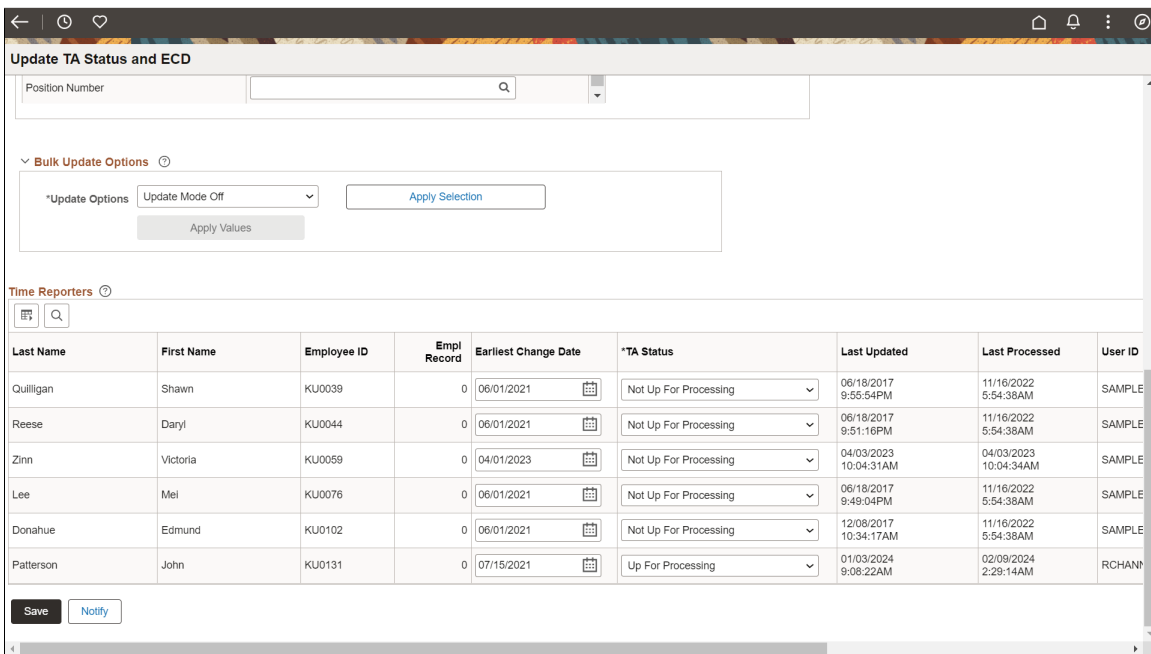 Update TA Status and ECD
Position Number
Bulk Update Options
*Update Options Update Mode Off Apply Selection
Apply Values
Time Reporters
Last Name First Name Employee ID Empl Record Earliest Change Date *TA Status Last Updated Last Processed User ID
Quilligan Shawn KU0039 0 06/01/2021 Not Up For Processing 06/18/2017 9:55:54PM 11/16/2022 5:54:38AM SAMPLE
Reese Daryl KU0044 0 06/01/2021 Not Up For Processing 06/18/2017 9:51:16PM 11/16/2022 5:54:38AM SAMPLE
Zinn Victoria KU0059 0 04/01/2023 Not Up For Processing 04/03/2023 10:04:31AM 04/03/2023 10:04:34AM SAMPLE
Lee Mei KU0076 0 06/01/2021 Not Up For Processing 06/18/2017 9:49:04PM 11/16/2022 5:54:38AM SAMPLE
Donahue Edmund KU0102 0 06/01/2021 Not Up For Processing 12/08/2017 10:34:17AM 11/16/2022 5:54:38AM SAMPLE
Patterson John KU0131 0 07/15/2021 Up For Processing 01/03/2024 9:08:22AM 02/09/2024 2:29:14AM RCHANN
Save Notify